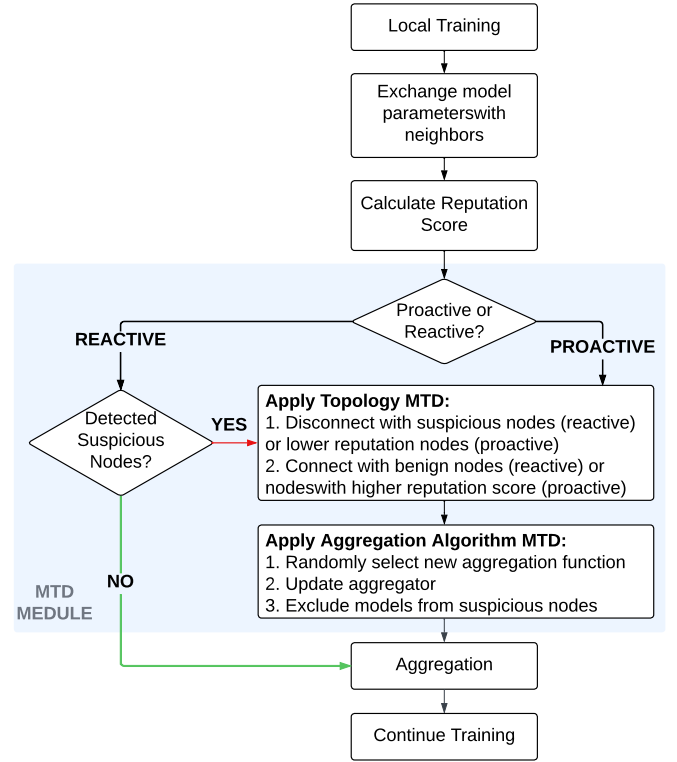 Local Training
Exchange model
parameterswith
neighbors
Calculate Reputation
Score
Proactive or
Reactive?
REACTIVE
PROACTIVE
Detected
Suspicious
Nodes?
YES
Apply Topology MTD:
1. Disconnect with suspicious nodes (reactive)
or lower reputation nodes (proactive)
2. Connect with benign nodes (reactive) or
nodeswith higher reputation score (proactive)
Apply Aggregation Algorithm MTD:
1. Randomly select new aggregation function
2. Update aggregator
3. Exclude models from suspicious nodes
NO
MTD
MEDULE
Aggregation
Continue Training